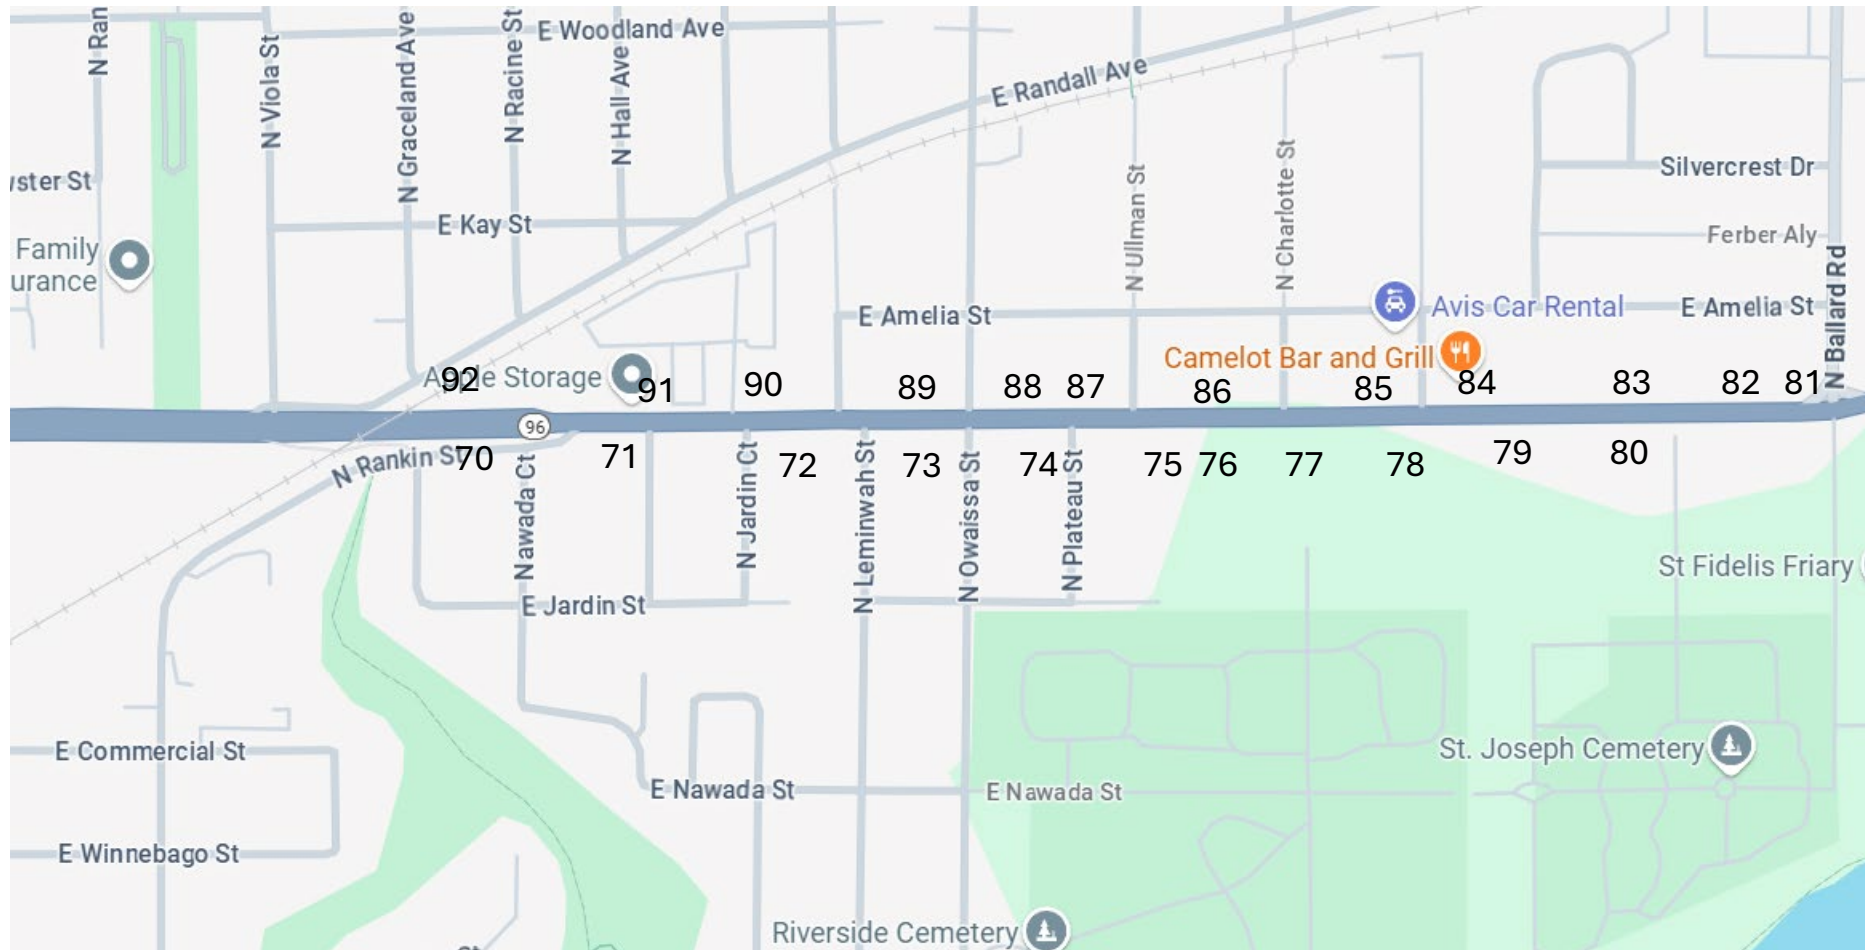 N Ran
N Viola St
N Graceland Ave
N Racine St
N Hall Ave
E Woodland Ave
E Randall Ave
N Ullman St
N Charlotte St
Silvercrest Dr
Ferber Aly
N Ballard Rd
E Kay St
Family
E Amelia St
Avis Car Rental
E Amelia St
Camelot Bar and Grill
Apple Storage
92
91
90
89
88
87
86
85
84
83
82
81
96
N Rankin St
70
71
72
73
74
75
76
77
78
79
80
Nawada Ct
N Jardin Ct
N Leminwah St
N Owaissa St
N Plateau St
E Jardin St
St Fidelis Friary
E Commercial St
St. Joseph Cemetery
E Nawada St
E Nawada St
E Winnebago St
Riverside Cemetery